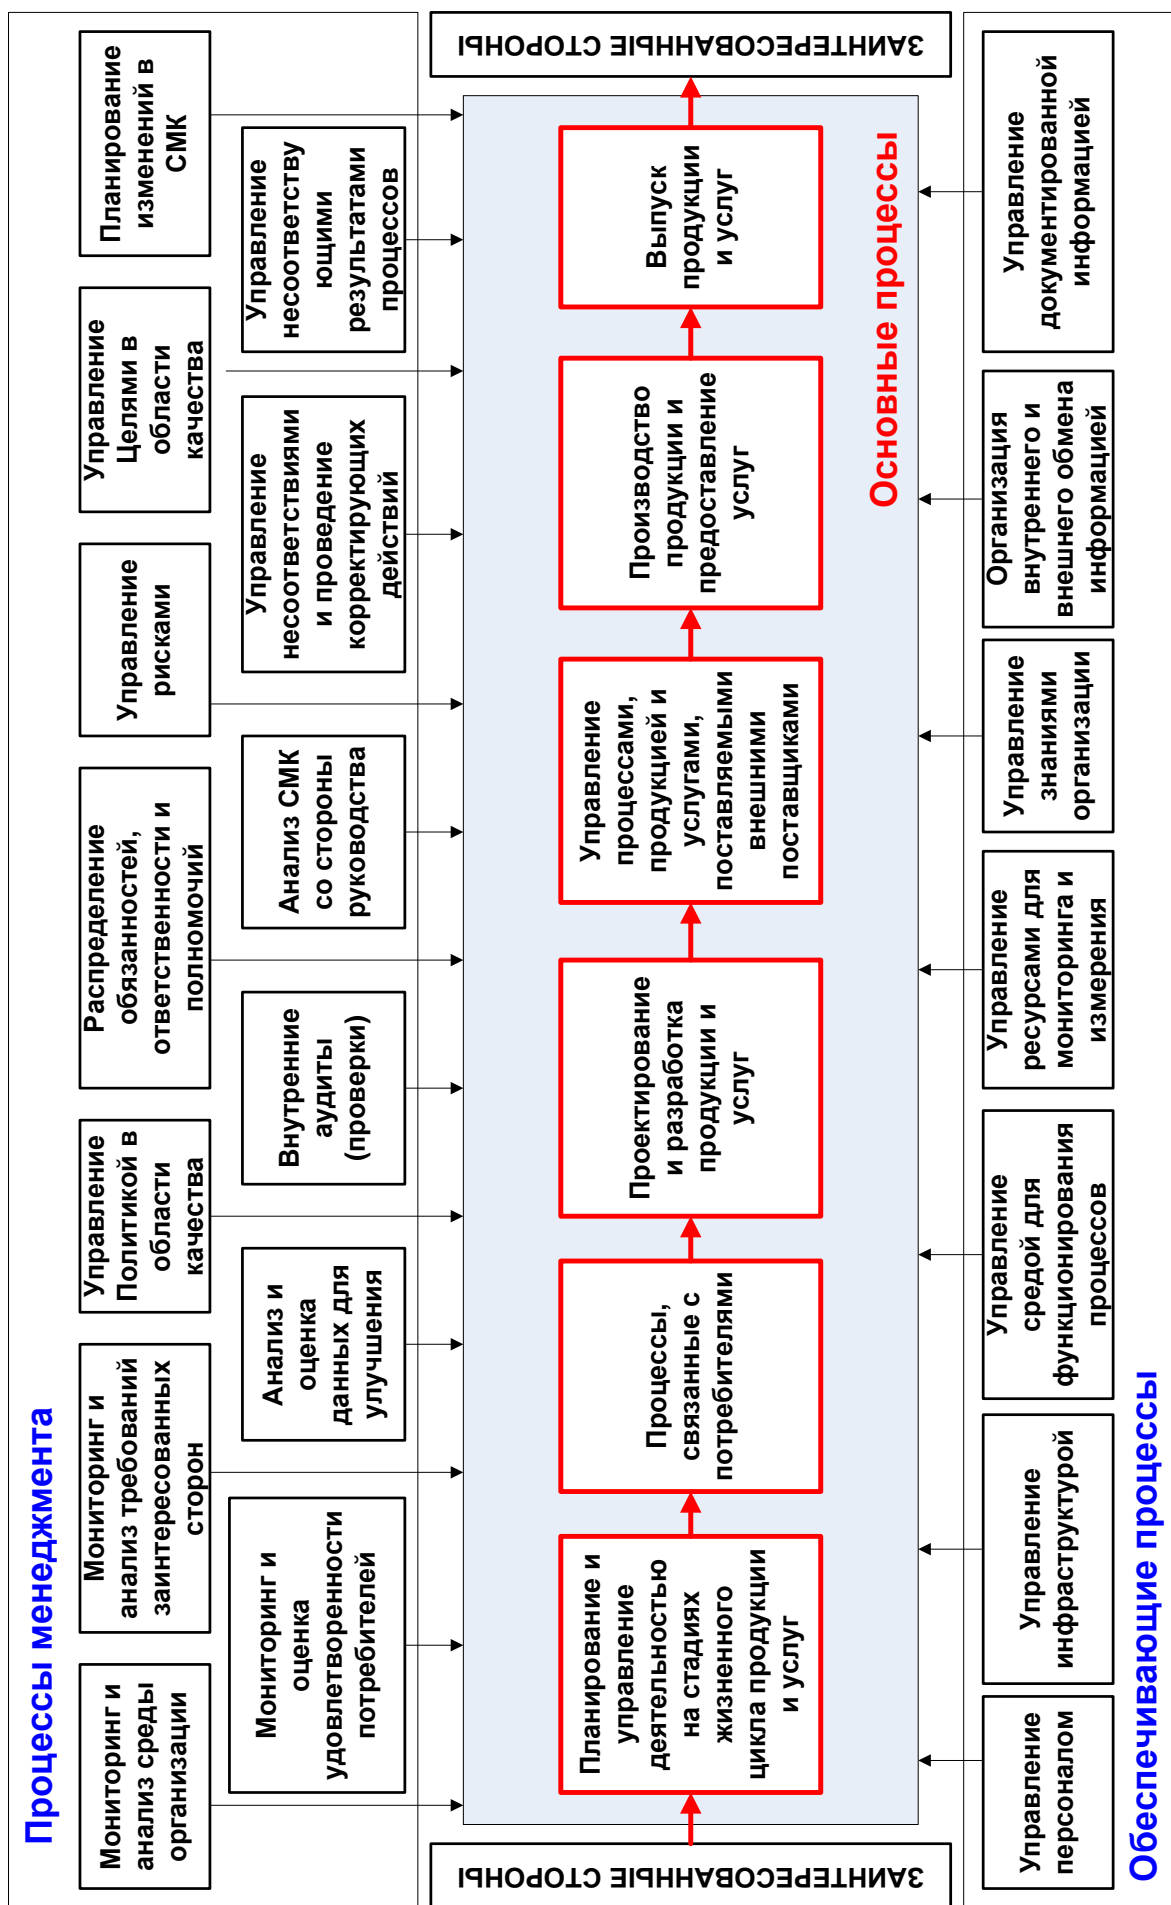 Процессы менеджмента
Мониторинг и
анализ среды
организации
Мониторинг и
анализ требований
заинтересованных
сторон
Управление
Политикой в
области
качества
Распределение
обязанностей,
ответственности и
полномочий
Управление
рисками
Управление
Целями в
области
качества
Планирование
изменений в
СМК
Мониторинг и
оценка
удовлетворенности
потребителей
Анализ и
оценка
данных для
улучшения
Внутренние
аудиты
(проверки)
Анализ СМК
со стороны
руководства
Управление
несоответствиями
и проведение
корректирующих
действий
Управление
несоответству
ющими
результатами
процессов
ЗАИНТЕРЕСОВАННЫЕ СТОРОНЫ
Планирование и
управление
деятельностью
на стадиях
жизненного
цикла продукции
и услуг
Процессы,
связанные с
потребителями
Проектирование
и разработка
продукции и
услуг
Управление
процессами,
продукцией и
услугами,
поставляемыми
внешними
поставщиками
Производство
продукции и
предоставление
услуг
Выпуск
продукции
и услуг
ЗАИНТЕРЕСОВАННЫЕ СТОРОНЫ
Основные процессы
Управление
персоналом
Управление
инфраструктурой
Управление
средой для
функционирования
процессов
Управление
ресурсами для
мониторинга и
измерения
Управление
знаниями
организации
Организация
внутреннего и
внешнего обмена
информацией
Управление
документированной
информацией
Обеспечивающие процессы